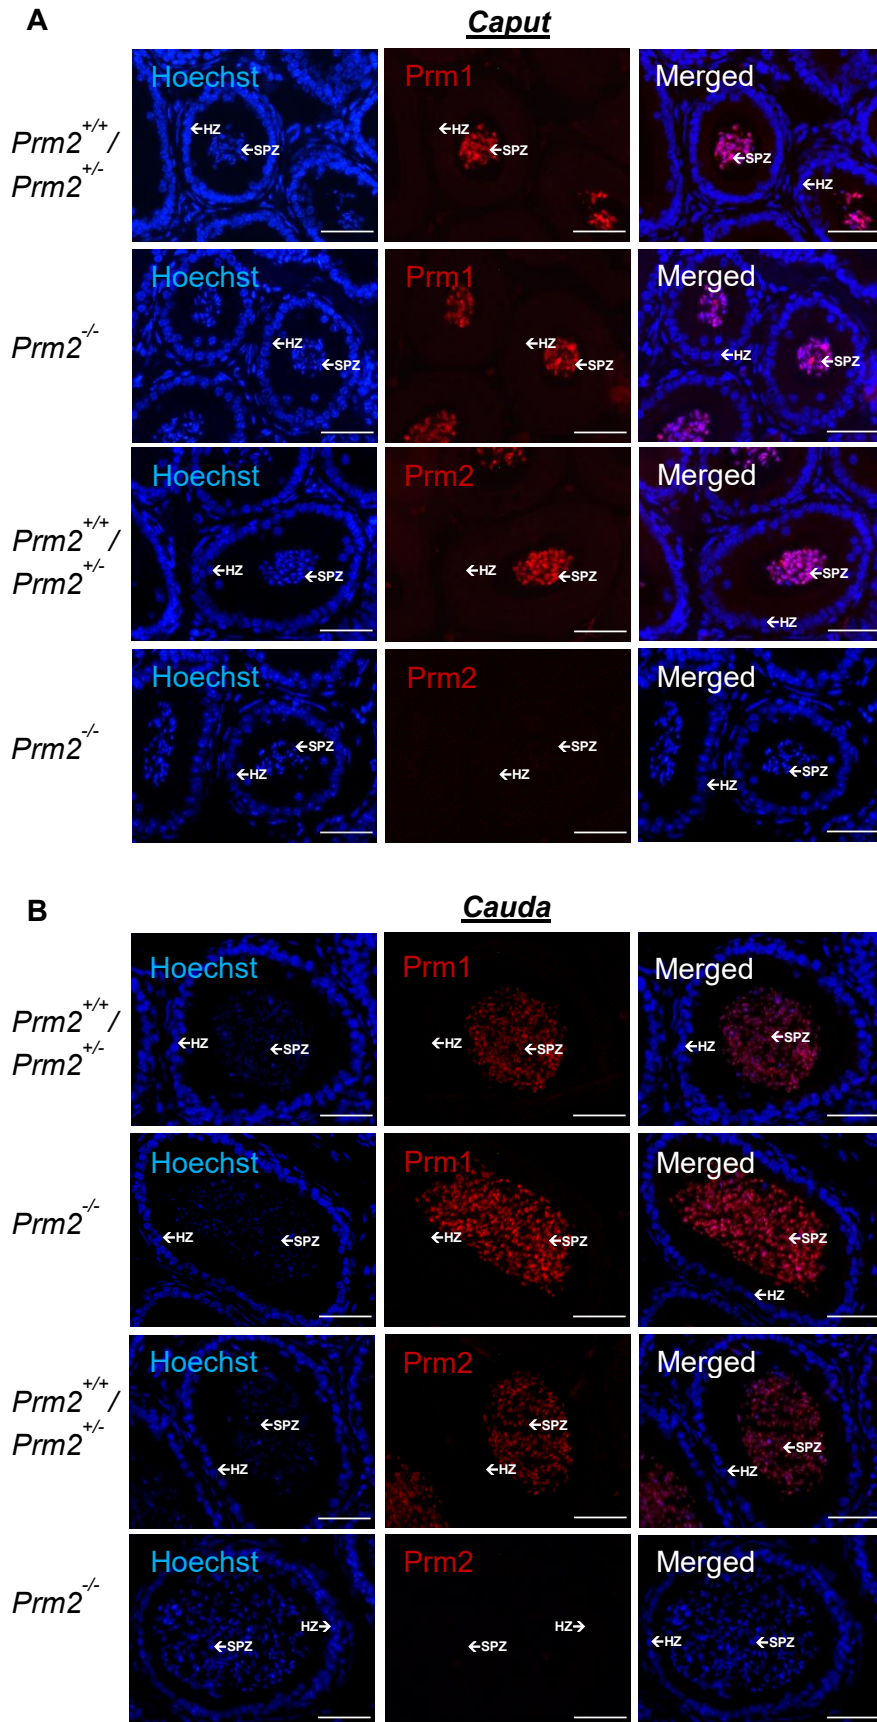 A
Caput
Hoechst Prm1 Merged
Prm2+/+/
Prm2+/-
←HZ ←SPZ ←HZ ←SPZ ←SPZ ←HZ
Hoechst Prm1 Merged
Prm2-/-
←HZ ←SPZ ←HZ ←SPZ ←HZ ←SPZ
Hoechst Prm2 Merged
Prm2+/+/
Prm2+/-
←HZ ←SPZ ←HZ ←SPZ ←SPZ ←HZ
Hoechst Prm2 Merged
Prm2-/-
←SPZ ←HZ ←SPZ ←HZ ←SPZ ←HZ
B
Cauda
Hoechst Prm1 Merged
Prm2+/+/
Prm2+/-
←HZ ←SPZ ←HZ ←SPZ ←SPZ ←HZ
Hoechst Prm1 Merged
Prm2-/-
←HZ ←SPZ ←HZ ←SPZ ←SPZ ←HZ
Hoechst Prm2 Merged
Prm2+/+/
Prm2+/-
←SPZ ←HZ ←SPZ ←HZ ←SPZ ←HZ
Hoechst Prm2 Merged
Prm2-/-
HZ→ ←SPZ HZ→ ←SPZ ←HZ ←SPZ